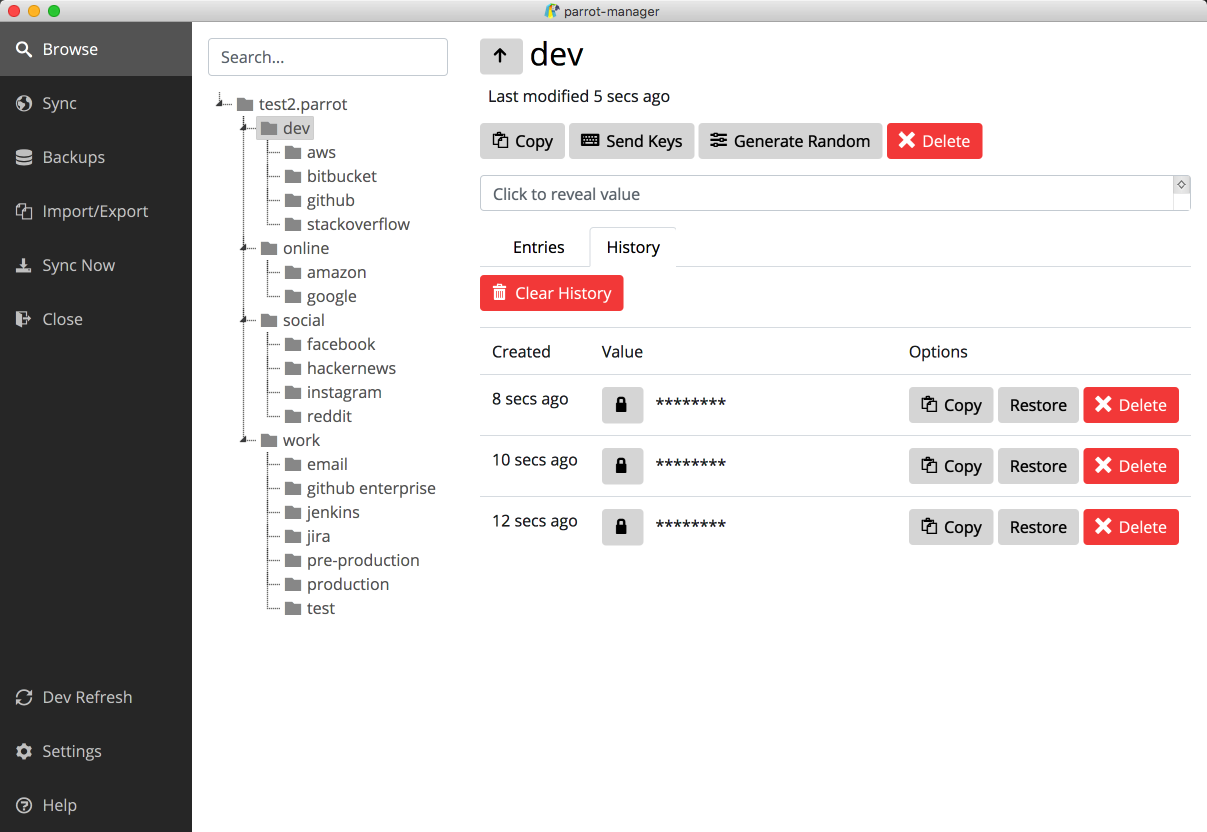 parrot-manager
Browse
Sync
Backups
Import/Export
Sync Now
Close
Dev Refresh
Settings
Help
Search...
test2.parrot
dev
aws
bitbucket
github
stackoverflow
online
amazon
google
social
facebook
hackernews
instagram
reddit
work
email
github enterprise
jenkins
jira
pre-production
production
test
dev
Last modified 5 secs ago
Copy Send Keys Generate Random Delete
Click to reveal value
Entries History
Clear History
Created Value Options
8 secs ago ******** Copy Restore Delete
10 secs ago ******** Copy Restore Delete
12 secs ago ******** Copy Restore Delete